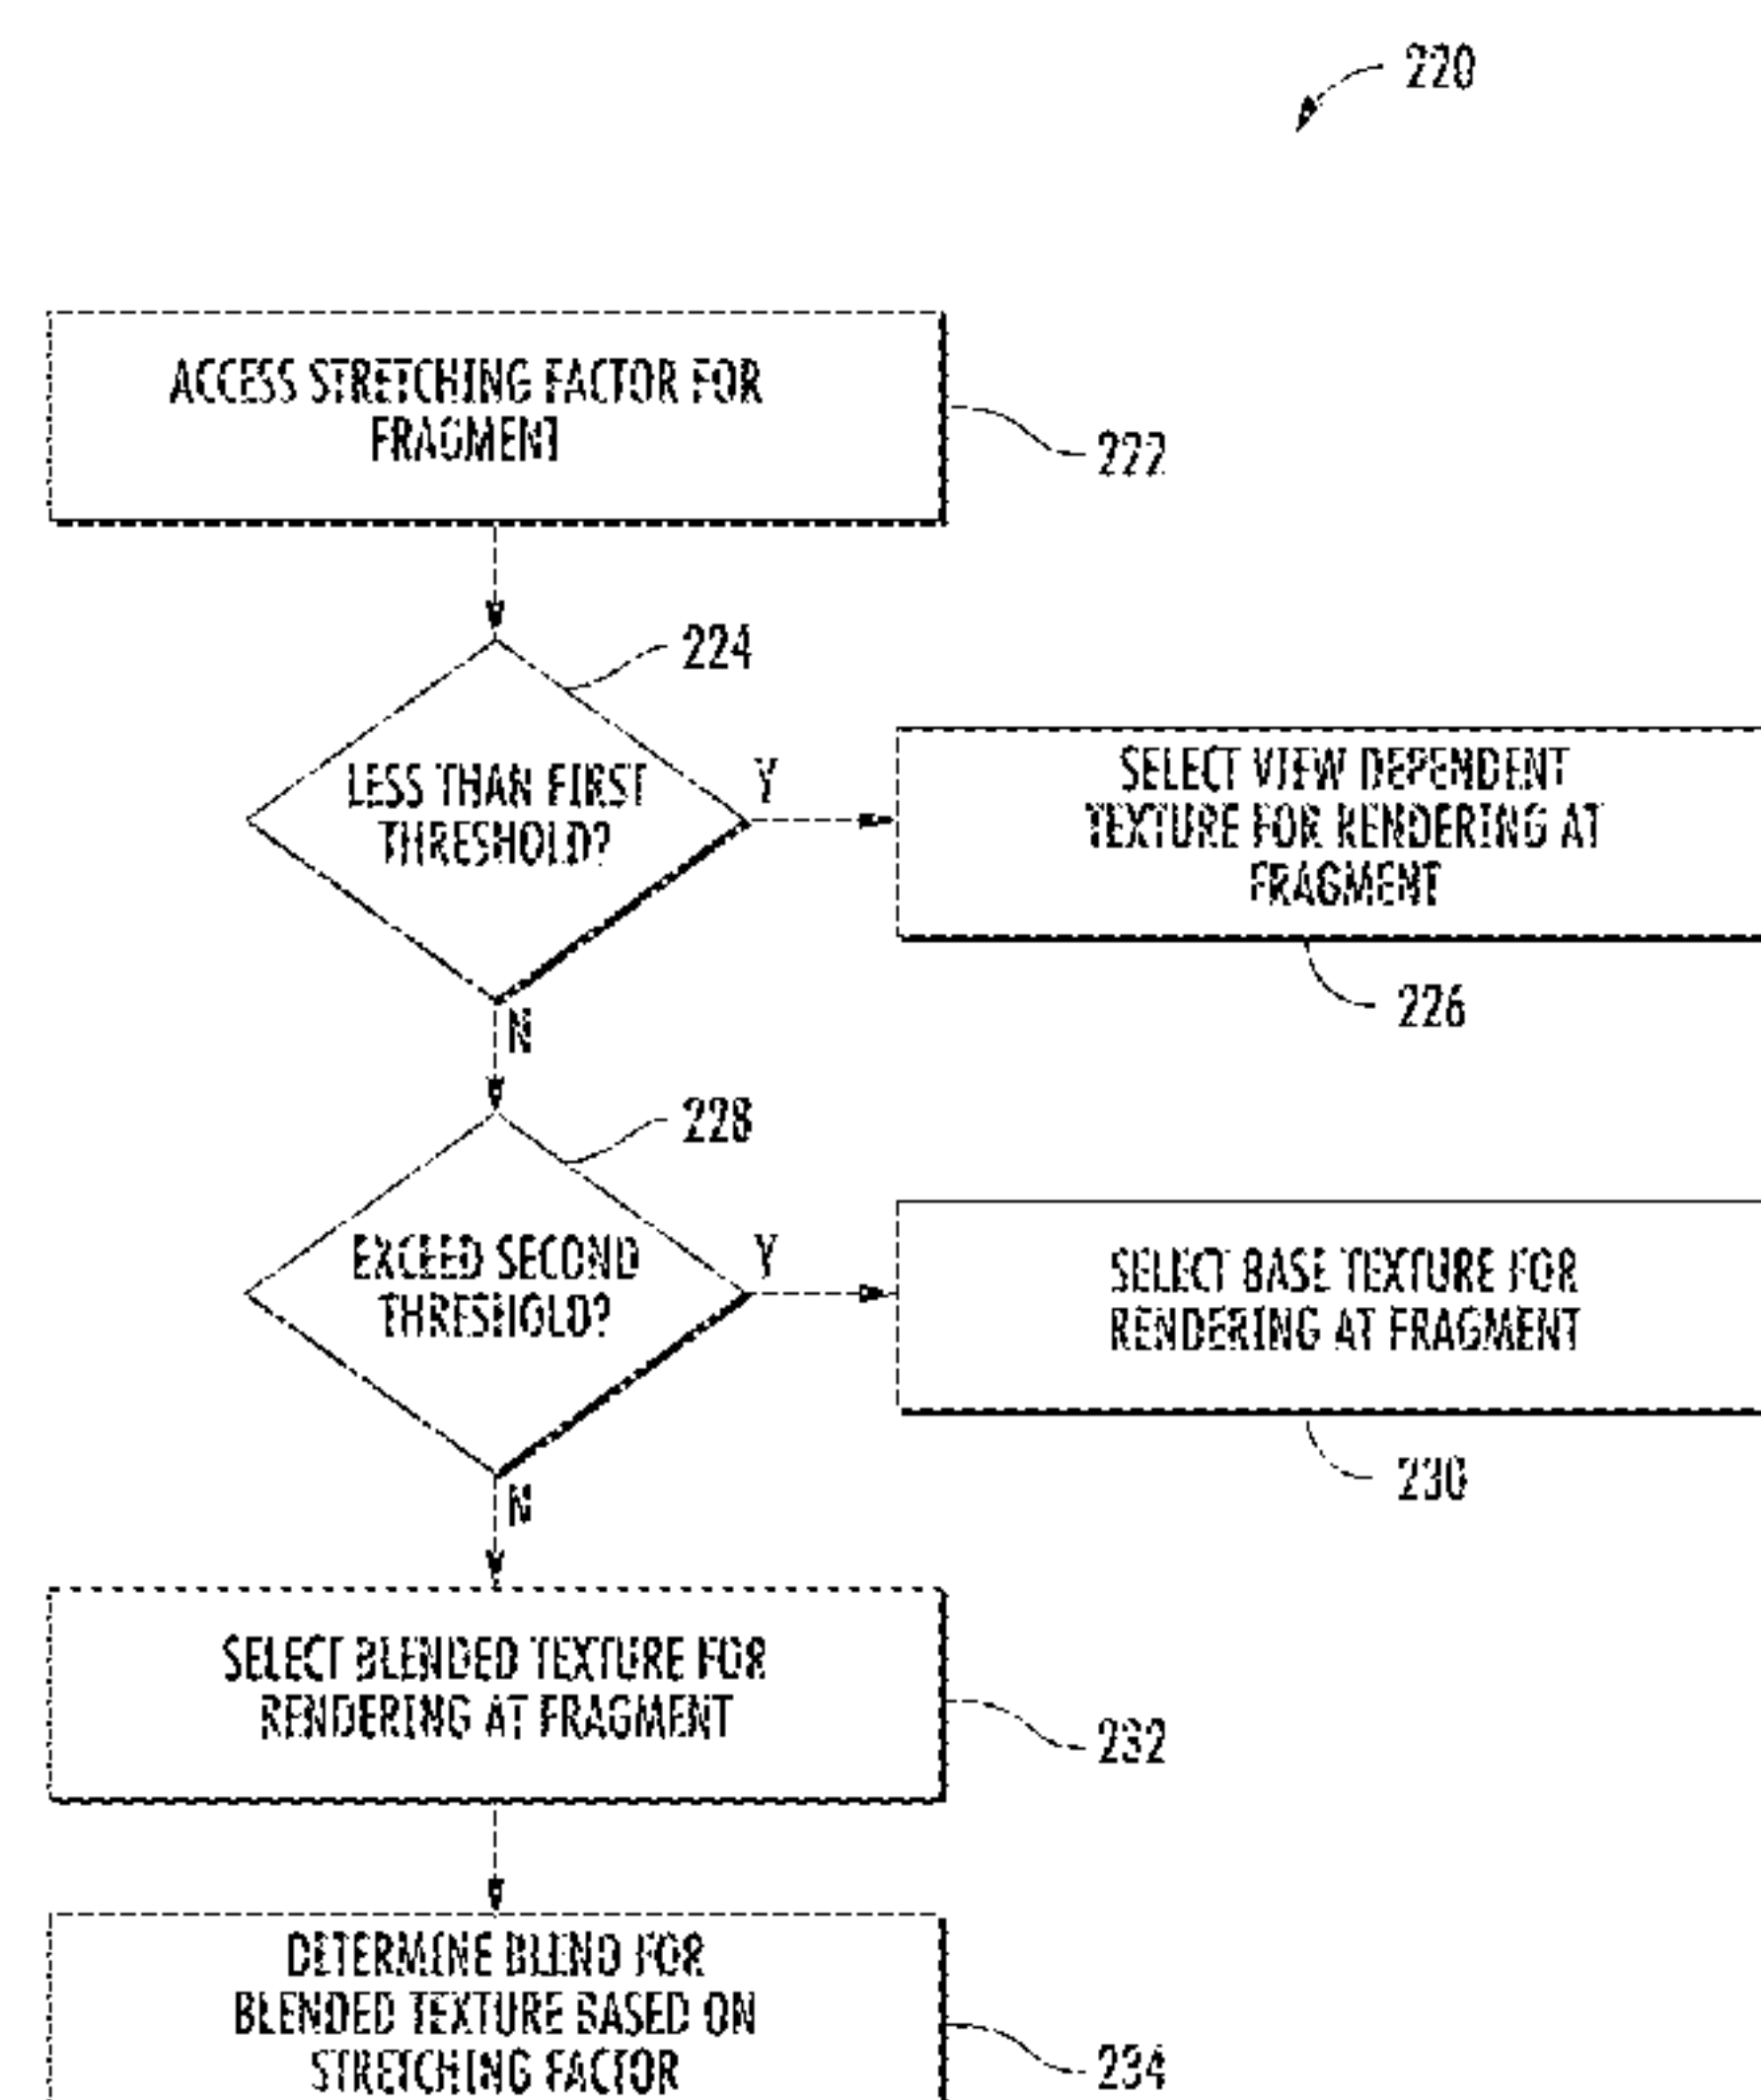 220
ACCESS STRETCHING FACTOR FOR
FRAGMENT
222
224
LESS THAN FIRST
THRESHOLD?
Y
SELECT VIEW DEPENDENT
TEXTURE FOR RENDERING AT
FRAGMENT
226
N
228
EXCEED SECOND
THRESHOLD?
Y
SELECT BASE TEXTURE FOR
RENDERING AT FRAGMENT
230
N
SELECT BLENDED TEXTURE FOR
RENDERING AT FRAGMENT
232
DETERMINE BLEND FOR
BLENDED TEXTURE BASED ON
STRETCHING FACTOR
234